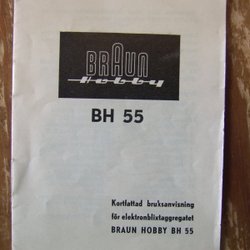 BRAUN
Hobby
BH 55
Kortfattad bruksanvisning
för elektronblixtaggregatet
BRAUN HOBBY BH 55